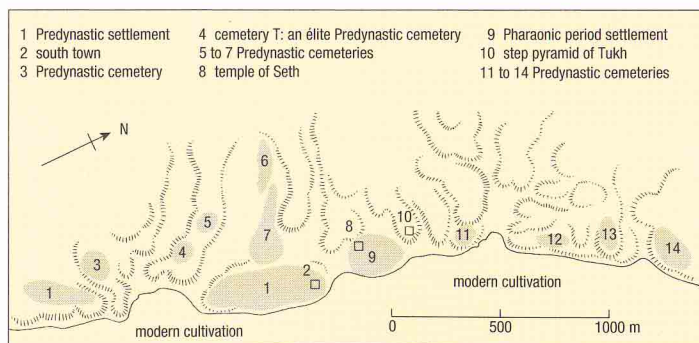 1 Predynastic settlement
2 south town
3 Predynastic cemetery
4 cemetery T: an élite Predynastic cemetery
5 to 7 Predynastic cemeteries
8 temple of Seth
9 Pharaonic period settlement
10 step pyramid of Tukh
11 to 14 Predynastic cemeteries
N
6
5
8
10
7
11
12
13
3
4
9
14
1
1
2
modern cultivation
modern cultivation
0 500 1000 m